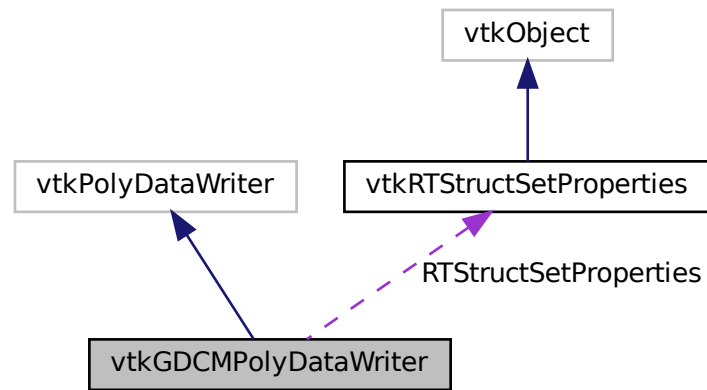 vtkObject
vtkPolyDataWriter
vtkRTStructSetProperties
RTStructSetProperties
vtkGDCMPolyDataWriter